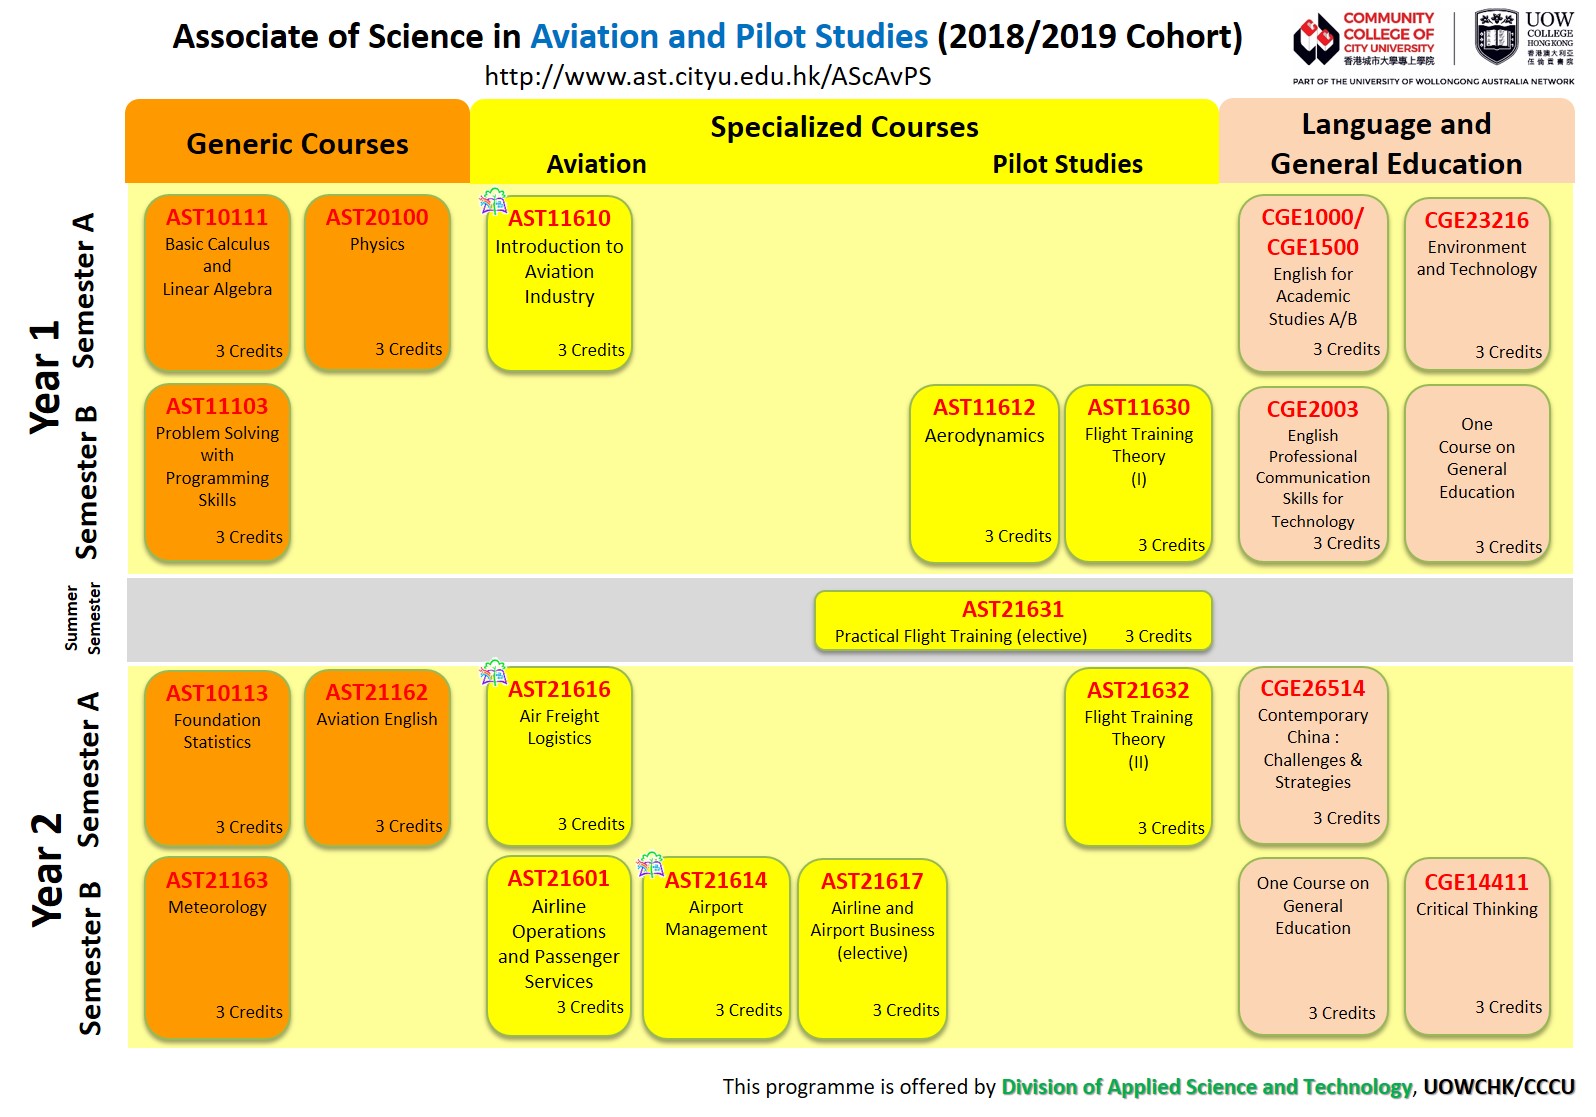 Associate of Science in Aviation and Pilot Studies (2018/2019 Cohort)
http://www.ast.cityu.edu.hk/AScAvPS
COMMUNITY
COLLEGE OF
CITY UNIVERSITY
香港城市大學專上學院
UOW
COLLEGE
HONG KONG
香港澳大利亞
伍倫貢書院
PART OF THE UNIVERSITY OF WOLLONGONG AUSTRALIA NETWORK
Generic Courses
Specialized Courses
Aviation
Pilot Studies
Language and
General Education
Year 1
Semester A
AST10111
Basic Calculus
and
Linear Algebra
3 Credits
AST20100
Physics
3 Credits
AST11610
Introduction to
Aviation
Industry
3 Credits
CGE1000/
CGE1500
English for
Academic
Studies A/B
3 Credits
CGE23216
Environment
and Technology
3 Credits
Semester B
AST11103
Problem Solving
with
Programming
Skills
3 Credits
AST11612
Aerodynamics
3 Credits
AST11630
Flight Training
Theory
(I)
3 Credits
CGE2003
English
Professional
Communication
Skills for
Technology
3 Credits
One
Course on
General
Education
3 Credits
Summer
Semester
AST21631
Practical Flight Training (elective) 3 Credits
Year 2
Semester A
AST10113
Foundation
Statistics
3 Credits
AST21162
Aviation English
3 Credits
AST21616
Air Freight
Logistics
3 Credits
AST21632
Flight Training
Theory
(II)
3 Credits
CGE26514
Contemporary
China :
Challenges &
Strategies
3 Credits
Semester B
AST21163
Meteorology
3 Credits
AST21601
Airline
Operations
and Passenger
Services
3 Credits
AST21614
Airport
Management
3 Credits
AST21617
Airline and
Airport Business
(elective)
3 Credits
One Course on
General
Education
3 Credits
CGE14411
Critical Thinking
3 Credits
This programme is offered by Division of Applied Science and Technology, UOWCHK/CCCU